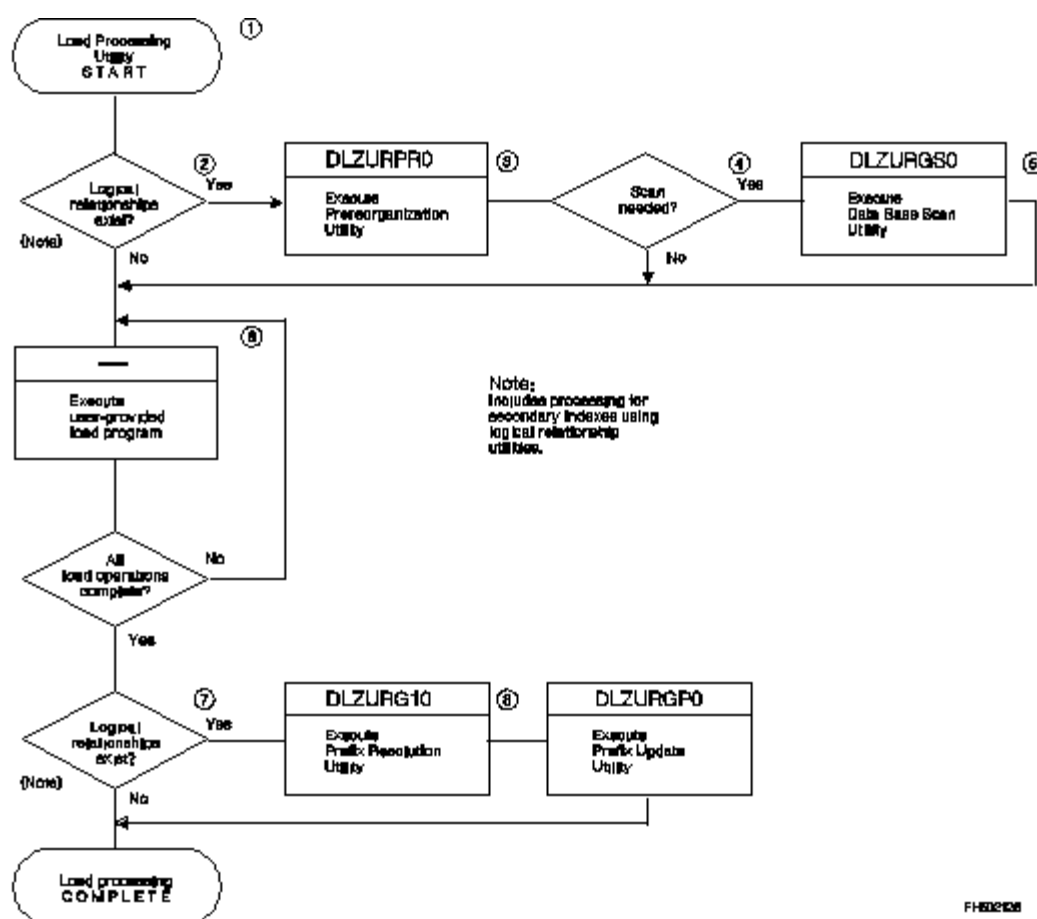 Load Processing
Utility
START
①
Logical
relationships
exist?
(Note)
②
Yes
No
DLZURPR0
Execute
Prereorganization
Utility
③
Scan
needed?
④
Yes
No
DLZURGS0
Execute
Data Base Scan
Utility
⑤
⑥
Execute
user-provided
load program
Note:
Includes processing for
secondary indexes using
logical relationship
utilities.
All
load operations
complete?
No
Yes
Logical
relationships
exist?
(Note)
⑦
Yes
No
DLZURG10
Execute
Prefix Resolution
Utility
⑧
DLZURGP0
Execute
Prefix Update
Utility
Load processing
COMPLETE